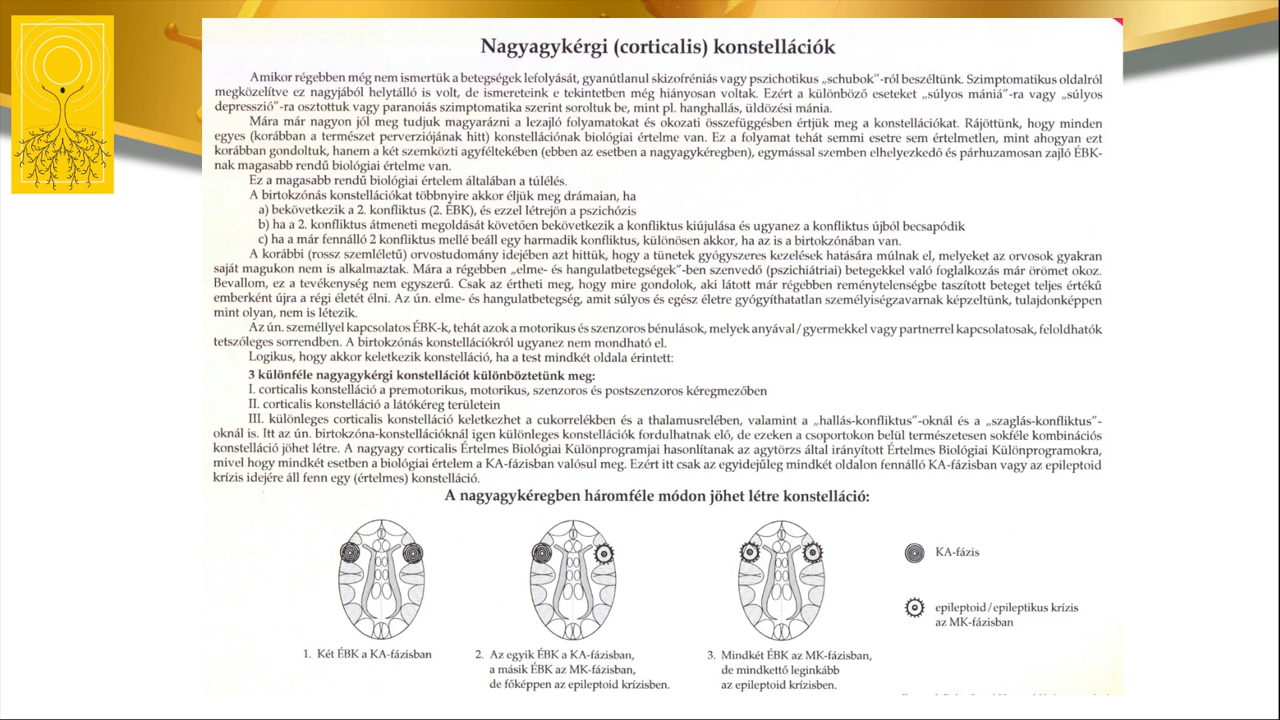 Nagyagykérgi (corticalis) konstellációk
Amikor régebben még nem ismertük a betegségek lefolyását, gyanútlanul skizofréniás vagy pszichotikus „schubok”-ról beszéltünk. Szimptomatikus oldalról
megközelítve ez nagyjából helytálló is volt, de ismereteink e tekintetben még hiányosan voltak. Ezért a különböző eseteket „súlyos mániá”-ra vagy „súlyos
depresszió”-ra osztottuk vagy paranoiás szimptomatika szerint soroltuk be, mint pl. hanghallás, üldözési mánia.
Mára már nagyon jól meg tudjuk magyarázni a lezajló folyamatokat és okozati összefüggésben értjük meg a konstellációkat. Rájöttünk, hogy minden
egyes (korábban a természet perverziójának hitt) konstellációnak biológiai értelme van. Ez a folyamat tehát semmi esetre sem értelmetlen, mint ahogyan ezt
korábban gondoltuk, hanem a két szemközti agyféltekében (ebben az esetben a nagyagykéregben), egymással szemben elhelyezkedő és párhuzamosan zajló ÉBK-
nak magasabb rendű biológiai értelme van.
Ez a magasabb rendű biológiai értelem általában a túlélés.
A birtokzónás konstellációkat többnyire akkor éljük meg drámaian, ha
a) bekövetkezik a 2. konfliktus (2. ÉBK), és ezzel létrejön a pszichózis
b) ha a 2. konfliktus átmeneti megoldását követően bekövetkezik a konfliktus kiújulása és ugyanez a konfliktus újból becsapódik
c) ha a már fennálló 2 konfliktus mellé beáll egy harmadik konfliktus, különösen akkor, ha az is a birtokzónában van.
A korábbi (rossz szemléletű) orvostudomány idejében azt hittük, hogy a tünetek gyógyszeres kezelések hatására múlnak el, melyeket az orvosok gyakran
saját magukon nem is alkalmaztak. Mára a régebben „elme- és hangulatbetegségek”-ben szenvedő (pszichiátriai) betegekkel való foglalkozás már örömet okoz.
Bevallom, ez a tevékenység nem egyszerű. Csak az értheti meg, hogy mire gondolok, aki látott már régebben reménytelenségbe taszított beteget teljes értékű
emberként újra a régi életét élni. Az ún. elme- és hangulatbetegség, amit súlyos és egész életre gyógyíthatatlan személyiségzavarnak képzeltünk, tulajdonképpen
mint olyan, nem is létezik.
Az ún. személlyel kapcsolatos ÉBK-k, tehát azok a motorikus és szenzoros bénulások, melyek anyával/gyermekkel vagy partnerrel kapcsolatosak, feloldhatók
tetszőleges sorrendben. A birtokzónás konstellációkról ugyanez nem mondható el.
Logikus, hogy akkor keletkezik konstelláció, ha a test mindkét oldala érintett:
3 különféle nagyagykérgi konstellációt különböztetünk meg:
I. corticalis konstelláció a premotorikus, motorikus, szenzoros és postszenzoros kéregmezőben
II. corticalis konstelláció a látókéreg területein
III. különleges corticalis konstelláció keletkezhet a cukorrelékben és a thalamusrelében, valamint a „hallás-konfliktus”-oknál és a „szaglás-konfliktus”-
oknál is. Itt az ún. birtokzóna-konstellációknál igen különleges konstellációk fordulhatnak elő, de ezeken a csoportokon belül természetesen sokféle kombinációs
konstelláció jöhet létre. A nagyagy corticalis Értelmes Biológiai Különprogramjai hasonlítanak az agytörzs által irányított Értelmes Biológiai Különprogramokra,
mivel hogy mindkét esetben a biológiai értelem a KA-fázisban valósul meg. Ezért itt csak az egyidejűleg mindkét oldalon fennálló KA-fázisban vagy az epileptoid
krízis idejére áll fenn egy (értelmes) konstelláció.
A nagyagykéregben háromféle módon jöhet létre konstelláció:
KA-fázis
epileptoid/epileptikus krízis
az MK-fázisban
1. Két ÉBK a KA-fázisban
2. Az egyik ÉBK a KA-fázisban,
a másik ÉBK az MK-fázisban,
de főképpen az epileptoid krízisben.
3. Mindkét ÉBK az MK-fázisban,
de mindkettő leginkább
az epileptoid krízisben.